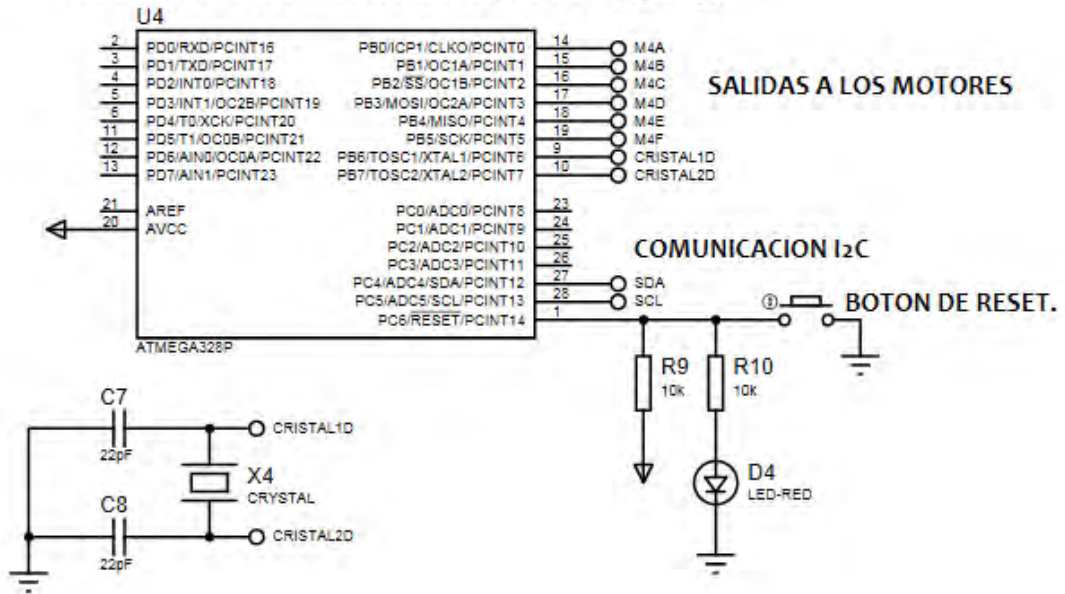 U4
2 PD0/RXD/PCINT16 PB0/ICP1/CLKO/PCINT0 14 M4A
3 PD1/TXD/PCINT17 PB1/OC1A/PCINT1 15 M4B
4 PD2/INT0/PCINT18 PB2/SS/OC1B/PCINT2 16 M4C
5 PD3/INT1/OC2B/PCINT19 PB3/MOSI/OC2A/PCINT3 17 M4D
6 PD4/T0/XCK/PCINT20 PB4/MISO/PCINT4 18 M4E
11 PD5/T1/OC0B/PCINT21 PB5/SCK/PCINT5 19 M4F
12 PD6/AIN0/OC0A/PCINT22 PB6/TOSC1/XTAL1/PCINT6 9 CRISTAL1D
13 PD7/AIN1/PCINT23 PB7/TOSC2/XTAL2/PCINT7 10 CRISTAL2D
SALIDAS A LOS MOTORES
21 AREF PC0/ADC0/PCINT8 23
20 AVCC PC1/ADC1/PCINT9 24
PC2/ADC2/PCINT10 25
PC3/ADC3/PCINT11 26
PC4/ADC4/SDA/PCINT12 27 SDA
PC5/ADC5/SCL/PCINT13 28 SCL
PC6/RESET/PCINT14 1
COMUNICACION I2C
BOTON DE RESET.
ATMEGA328P
R9
10k
R10
10k
D4
LED-RED
C7
22pF
CRISTAL1D
X4
CRYSTAL
C8
22pF
CRISTAL2D